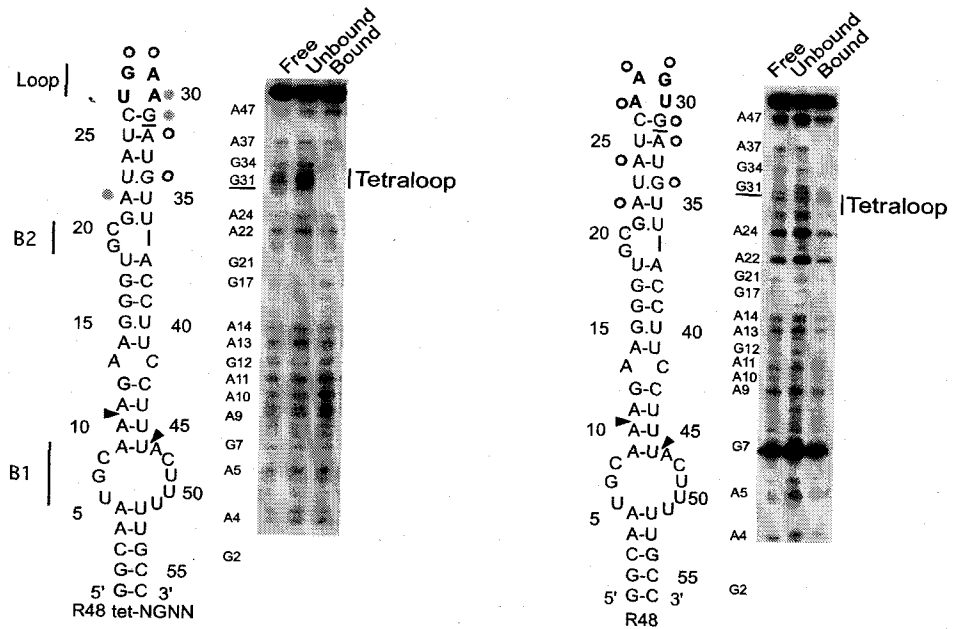 Free Unbound Bound
Loop
G A
U A 30
C-G
25 U-A
A-U
U.G
A-U 35
G.U
B2 20 C
G
U-A
G-C
G-C
15 G.U 40
A-U
A C
G-C
A-U
10 A-U 45
A-U A
C C
B1 G U
U U 50
5 U
A-U
A-U
C-G
G-C 55
5' G-C 3'
R48 tet-NGNN
A47
A37
G34
G31
A24
A22
G21
G17
A14
A13
G12
A11
A10
A9
G7
A5
A4
G2
Tetraloop
Free Unbound Bound
A G
A U 30
C-G
25 U-A
A-U
U.G
A-U 35
G.U
20 C
G
U-A
G-C
G-C
15 G.U 40
A-U
A C
G-C
A-U
10 A-U 45
A-U A
C C
G U
U U 50
5 U
A-U
A-U
C-G
G-C 55
5' G-C 3'
R48
A47
A37
G34
G31
A24
A22
G21
G17
A14
A13
G12
A11
A10
A9
G7
A5
A4
G2
Tetraloop